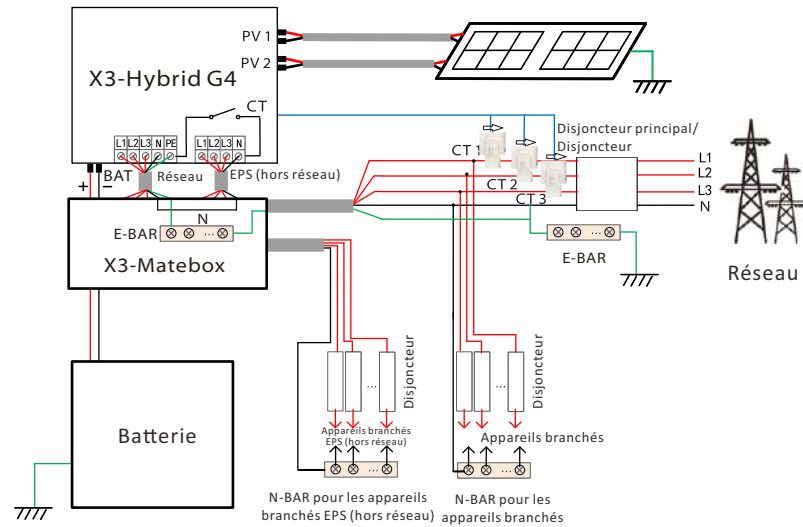 PV 1
PV 2
X3-Hybrid G4
CT
L1 L2 L3 N PE
L1 L2 L3 N
+
−
BAT
Réseau
EPS (hors réseau)
N
E-BAR
...
X3-Matebox
Disjoncteur principal/
Disjoncteur
CT 1
CT 2
CT 3
L1
L2
L3
N
...
E-BAR
Réseau
Batterie
...
Disjoncteur
Appareils branchés
EPS (hors réseau)
...
N-BAR pour les appareils
branchés EPS (hors réseau)
...
Disjoncteur
Appareils branchés
...
N-BAR pour les
appareils branchés